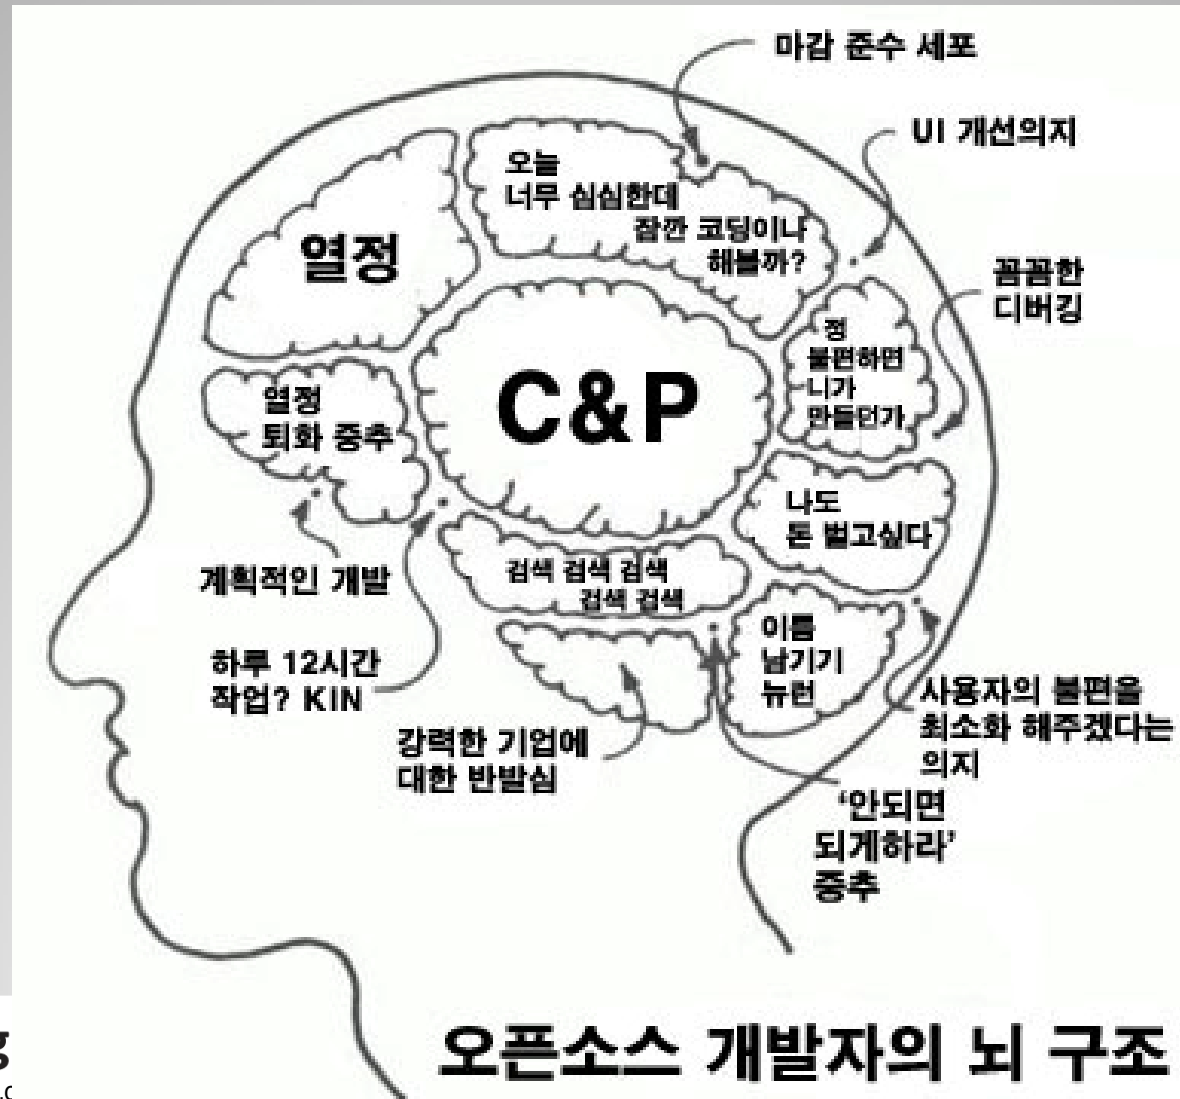 마감 준수 세포
UI 개선의지
오늘
너무 심심한데
잠깐 코딩이나
해볼까?
열정
꼼꼼한
디버깅
정
불편하면
니가
만들던가
C&P
열정
퇴화 중추
나도
돈 벌고싶다
검색 검색 검색
검색 검색
계획적인 개발
이름
남기기
뉴런
하루 12시간
작업? KIN
사용자의 불편을
최소화 해주겠다는
의지
강력한 기업에
대한 반발심
‘안되면
되게하라’
중추
오픈소스 개발자의 뇌 구조